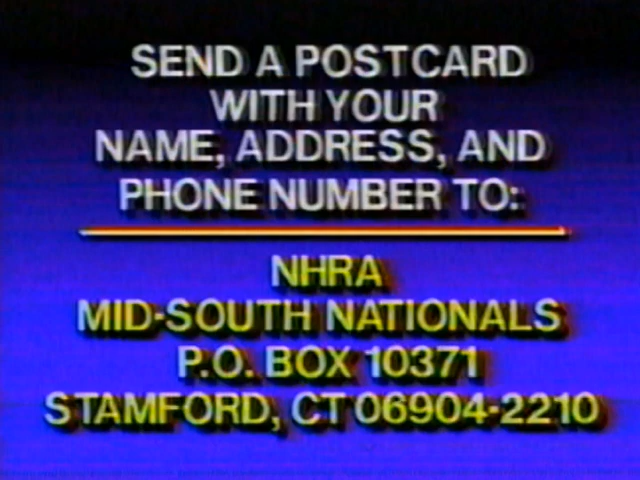 SEND A POSTCARD
WITH YOUR
NAME, ADDRESS, AND
PHONE NUMBER TO:
NHRA
MID-SOUTH NATIONALS
P.O. BOX 10371
STAMFORD, CT 06904-2210